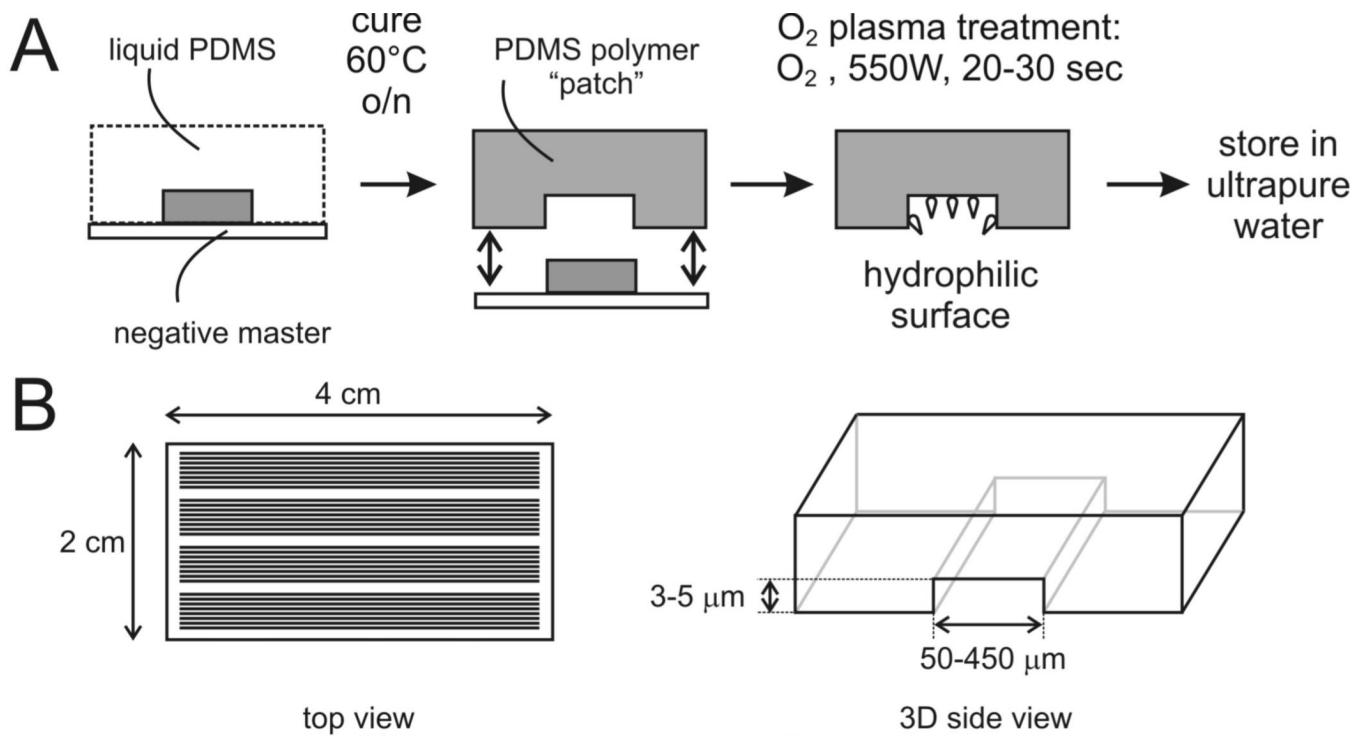 A
liquid PDMS
cure
60°C
o/n
PDMS polymer
“patch”
O₂ plasma treatment:
O₂ , 550W, 20-30 sec
store in
ultrapure
water
hydrophilic
surface
negative master
B
4 cm
2 cm
3-5 μm
50-450 μm
top view
3D side view